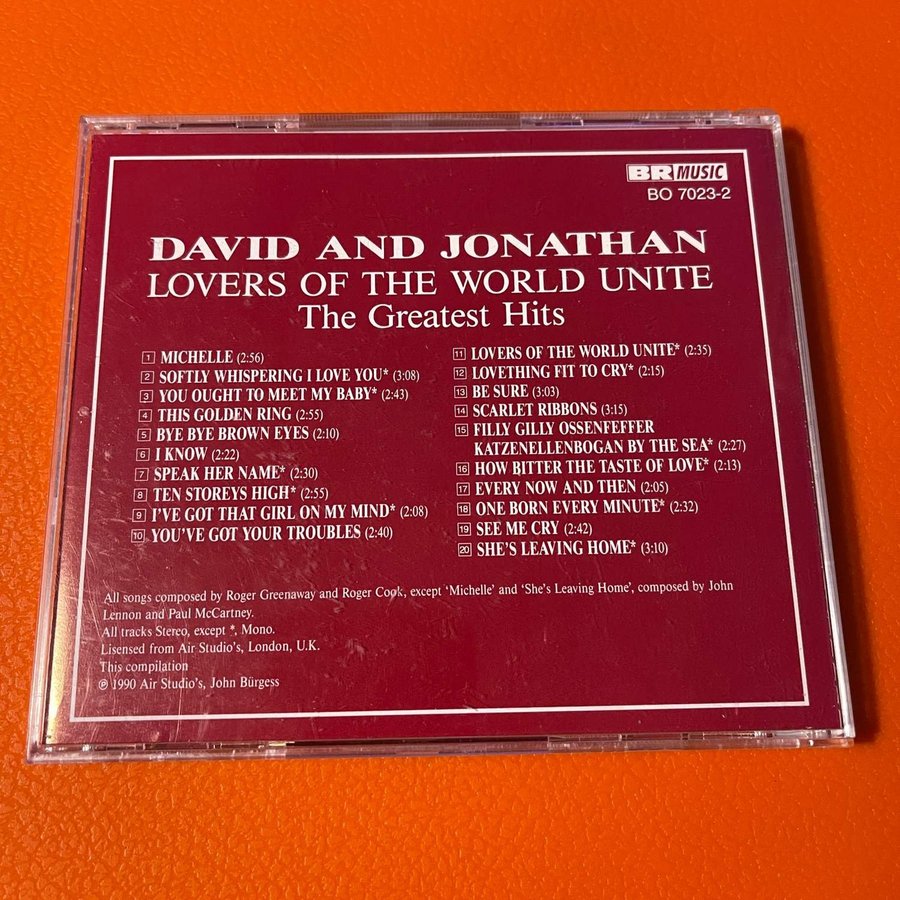 BR MUSIC
BO 7023-2
DAVID AND JONATHAN
LOVERS OF THE WORLD UNITE
The Greatest Hits
1 MICHELLE (2:56)
2 SOFTLY WHISPERING I LOVE YOU* (3:08)
3 YOU OUGHT TO MEET MY BABY* (2:43)
4 THIS GOLDEN RING (2:55)
5 BYE BYE BROWN EYES (2:10)
6 I KNOW (2:22)
7 SPEAK HER NAME* (2:30)
8 TEN STOREYS HIGH* (2:55)
9 I'VE GOT THAT GIRL ON MY MIND* (2:08)
10 YOU'VE GOT YOUR TROUBLES (2:40)
11 LOVERS OF THE WORLD UNITE* (2:35)
12 LOVETHING FIT TO CRY* (2:15)
13 BE SURE (3:03)
14 SCARLET RIBBONS (3:15)
15 FILLY GILLY OSSENFEFFER
KATZENELLENBOGAN BY THE SEA* (2:27)
16 HOW BITTER THE TASTE OF LOVE* (2:13)
17 EVERY NOW AND THEN (2:05)
18 ONE BORN EVERY MINUTE* (2:32)
19 SEE ME CRY (2:42)
20 SHE'S LEAVING HOME* (3:10)
All songs composed by Roger Greenaway and Roger Cook, except 'Michelle' and 'She's Leaving Home', composed by John
Lennon and Paul McCartney.
All tracks Stereo, except *, Mono.
Lisensed from Air Studio's, London, U.K.
This compilation
℗ 1990 Air Studio's, John Bürgess